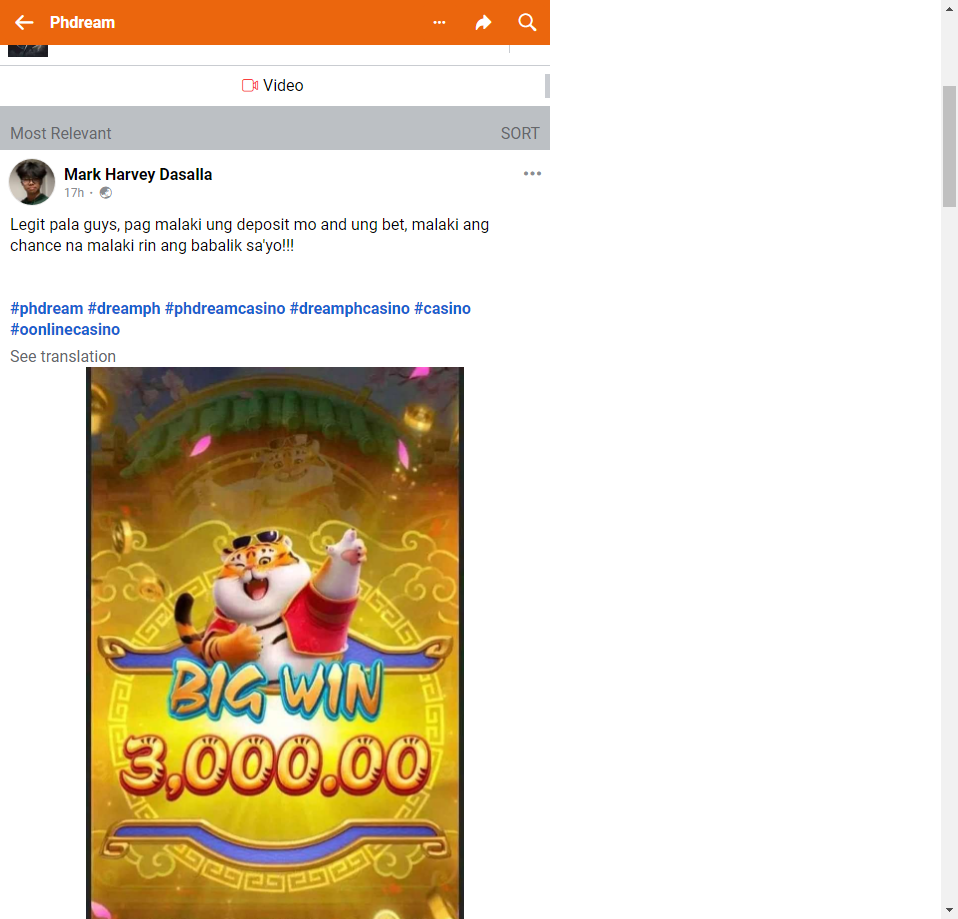 Phdream
Video
Most Relevant
SORT
Mark Harvey Dasalla
17h ·
Legit pala guys, pag malaki ung deposit mo and ung bet, malaki ang
chance na malaki rin ang babalik sa'yo!!!
#phdream #dreamph #phdreamcasino #dreamphcasino #casino
#oonlinecasino
See translation
BIG WIN
3,000.00